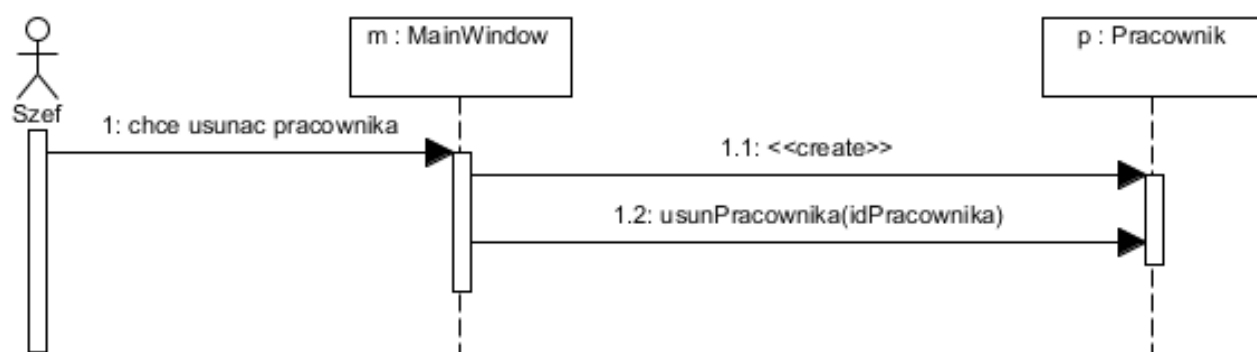 m : MainWindow
p : Pracownik
Szef
1: chce usunac pracownika
1.1: <<create>>
1.2: usunPracownika(idPracownika)